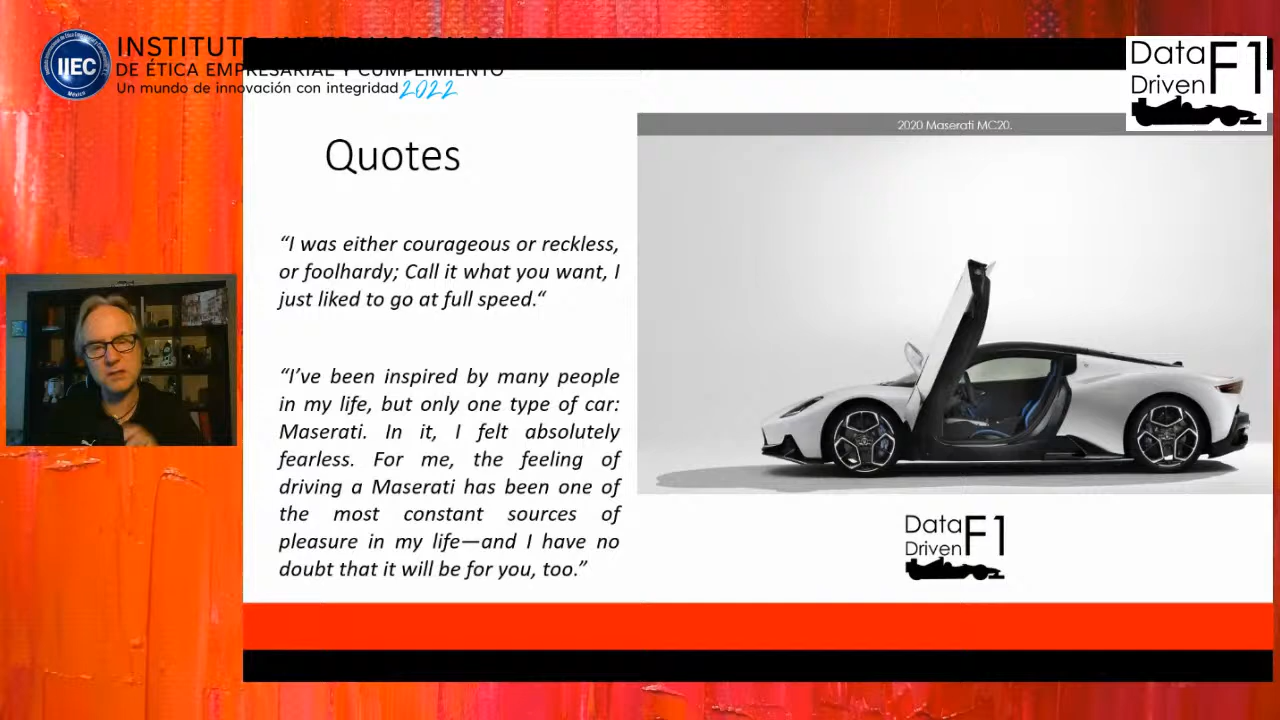 IIEC
México
INSTITUTO
DE ÉTICA EMPRESARIAL Y CUMPLIMIENTO
Un mundo de innovación con integridad 2022
Data
Driven F1
2020 Maserati MC20.
Quotes
“I was either courageous or reckless,
or foolhardy; Call it what you want, I
just liked to go at full speed.“
“I’ve been inspired by many people
in my life, but only one type of car:
Maserati. In it, I felt absolutely
fearless. For me, the feeling of
driving a Maserati has been one of
the most constant sources of
pleasure in my life—and I have no
doubt that it will be for you, too.”
Data
Driven F1